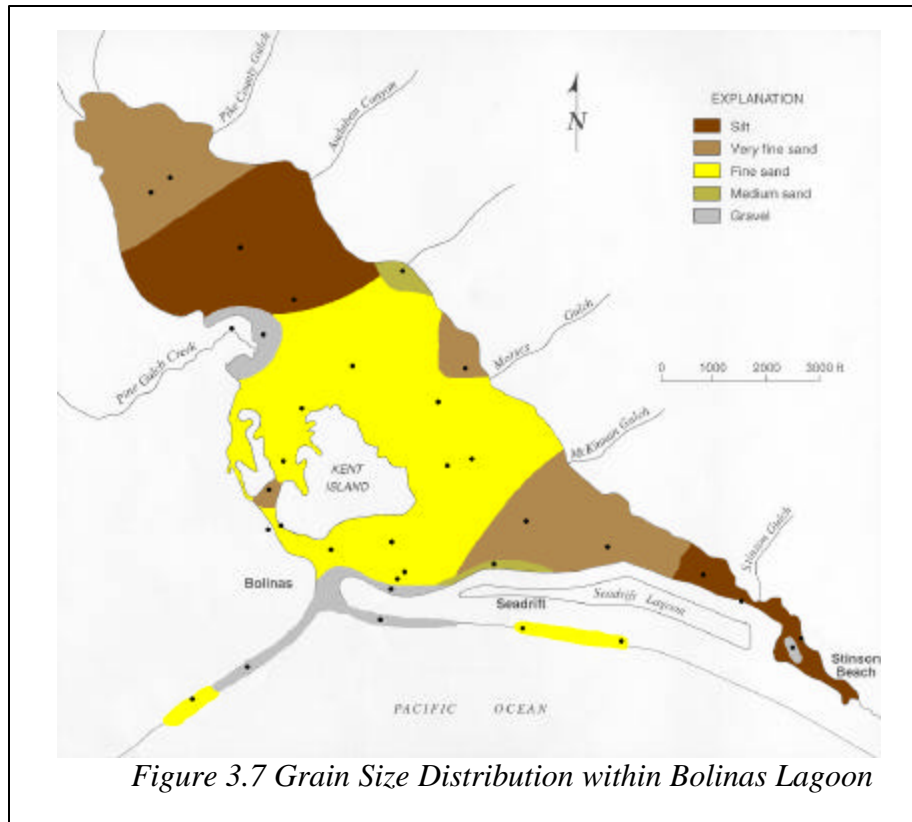 Pike County Gulch
Audubon Canyon
N
EXPLANATION
Silt
Very fine sand
Fine sand
Medium sand
Gravel
Morses Gulch
0 1000 2000 3000 ft
Pine Gulch Creek
McKinnan Gulch
KENT
ISLAND
Stinson Gulch
Bolinas
Seadrift
Seadrift Lagoon
Stinson
Beach
PACIFIC OCEAN
Figure 3.7 Grain Size Distribution within Bolinas Lagoon